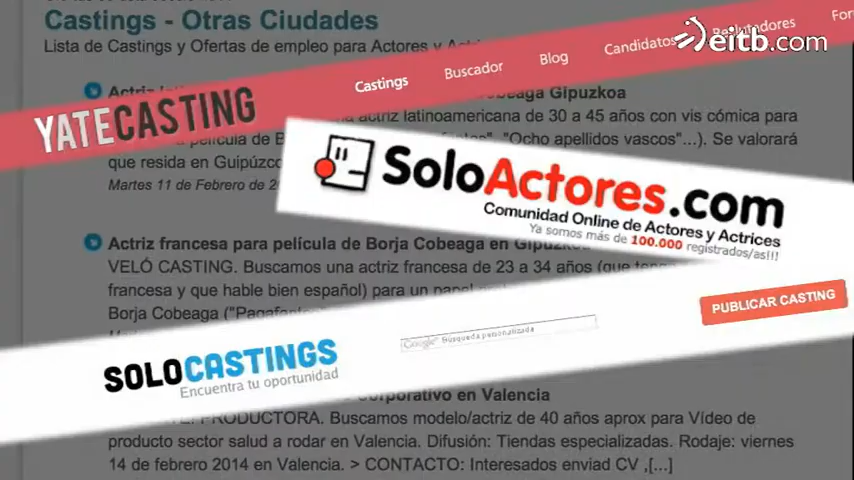 Castings - Otras Ciudades
Lista de Castings y Ofertas de empleo para Actores y
eitb.com
Castings Buscador Blog Candidatos
YATECASTING
Gipuzkoa
actriz latinoamericana de 30 a 45 años con vis cómica para
película de "Ocho apellidos vascos"...). Se valorará
que resida en
Martes 11 de Febrero de
SoloActores.com
Comunidad Online de Actores y Actrices
Ya somos más de 100.000 registrados/as!!!
Actriz francesa para película de Borja Cobeaga en
VELÓ CASTING. Buscamos una actriz francesa de 23 a 34 años (que
francesa y que hable bien español) para un
Borja Cobeaga
PUBLICAR CASTING
Google Búsqueda personalizada
SOLOCASTINGS
Encuentra tu oportunidad
Corporativo en Valencia
PRODUCTORA. Buscamos modelo/actriz de 40 años aprox para Vídeo de
producto sector salud a rodar en Valencia. Difusión: Tiendas especializadas. Rodaje: viernes
14 de febrero 2014 en Valencia. > CONTACTO: Interesados enviad CV ,[...]